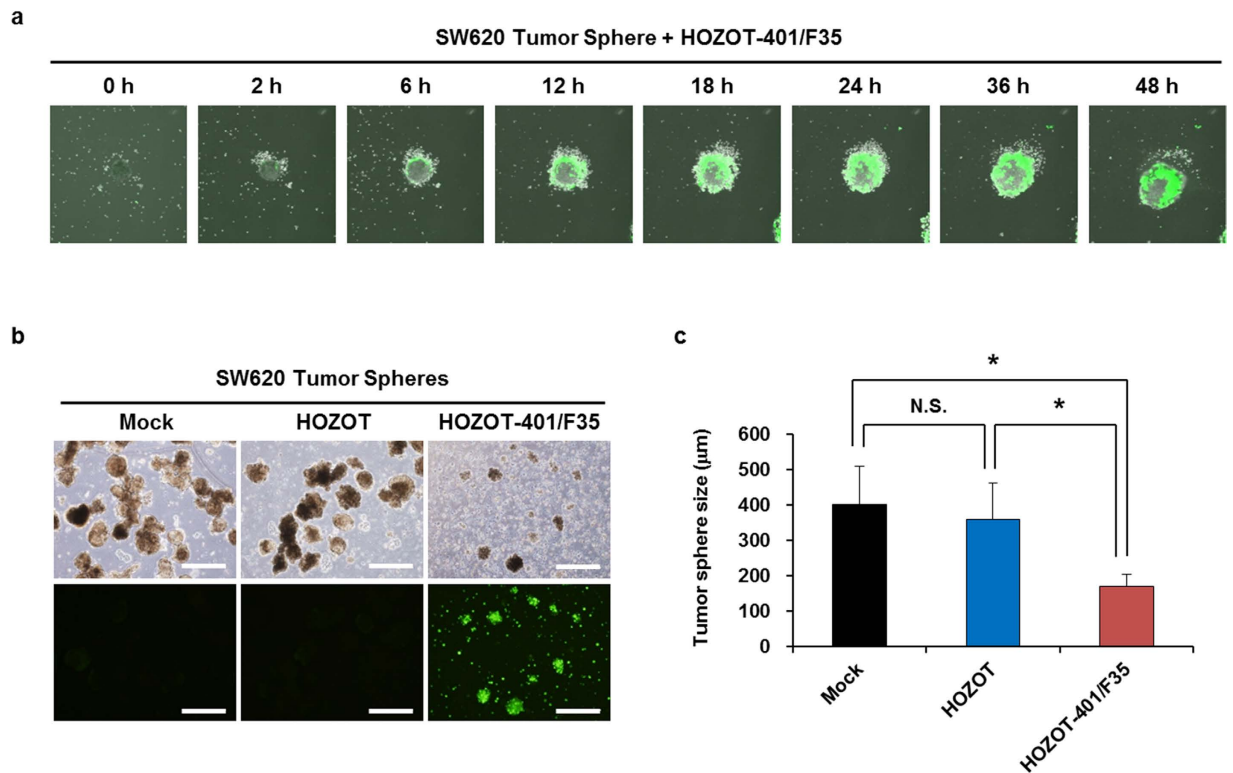 a
SW620 Tumor Sphere + HOZOT-401/F35
0 h 2 h 6 h 12 h 18 h 24 h 36 h 48 h
b
SW620 Tumor Spheres
Mock HOZOT HOZOT-401/F35
c
*
N.S. *
Tumor sphere size (μm)
600
500
400
300
200
100
0
Mock
HOZOT
HOZOT-401/F35